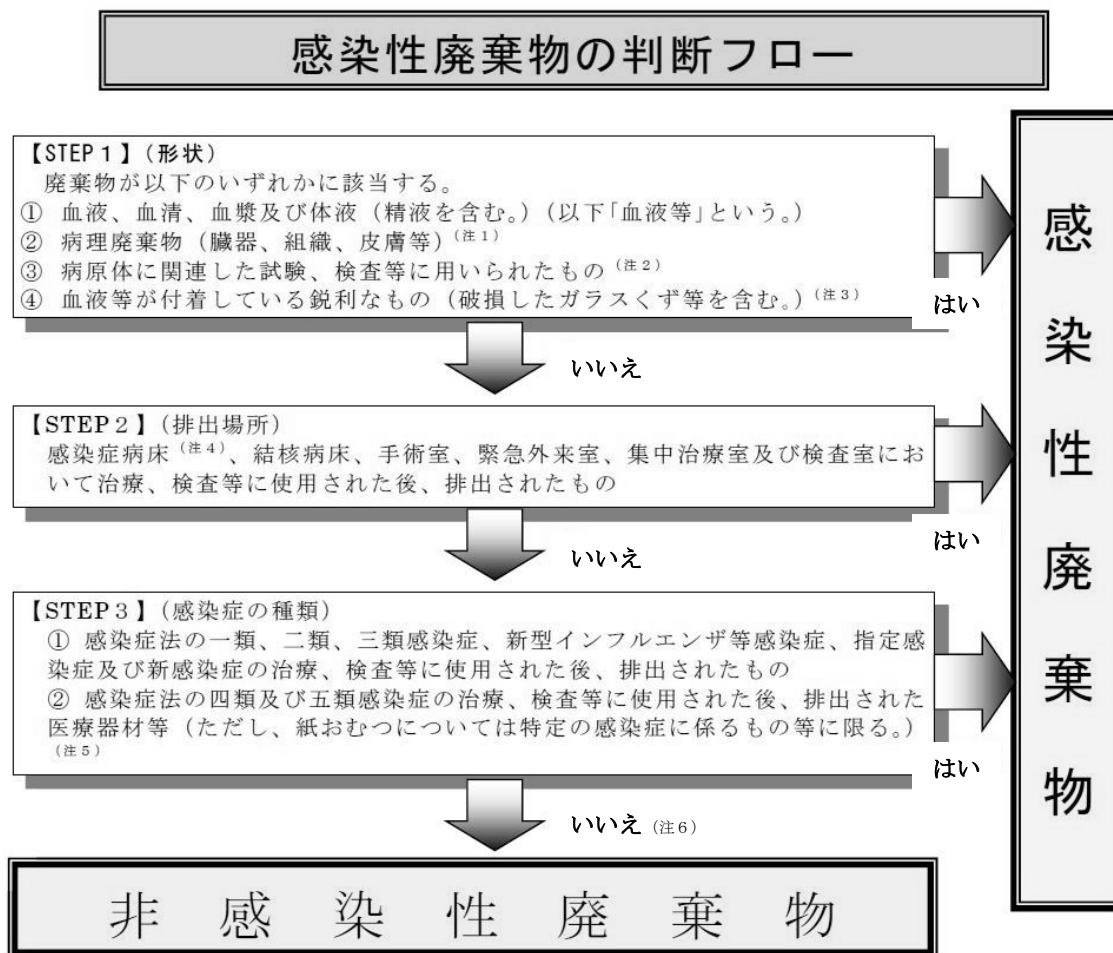 感染性廃棄物の判断フロー
【STEP１】(形状)
廃棄物が以下のいずれかに該当する。
① 血液、血清、血漿及び体液（精液を含む。）（以下｢血液等｣という。）
② 病理廃棄物（臓器、組織、皮膚等）（注１）
③ 病原体に関連した試験、検査等に用いられたもの（注２）
④ 血液等が付着している鋭利なもの（破損したガラスくず等を含む。）（注３）
はい
いいえ
【STEP２】(排出場所)
感染症病床（注４）、結核病床、手術室、緊急外来室、集中治療室及び検査室にお
いて治療、検査等に使用された後、排出されたもの
はい
いいえ
【STEP３】(感染症の種類)
① 感染症法の一類、二類、三類感染症、新型インフルエンザ等感染症、指定感
染症及び新感染症の治療、検査等に使用された後、排出されたもの
② 感染症法の四類及び五類感染症の治療、検査等に使用された後、排出された
医療器材等（ただし、紙おむつについては特定の感染症に係るもの等に限る。）
（注５）
はい
いいえ（注６）
非感染性廃棄物
感染性廃棄物